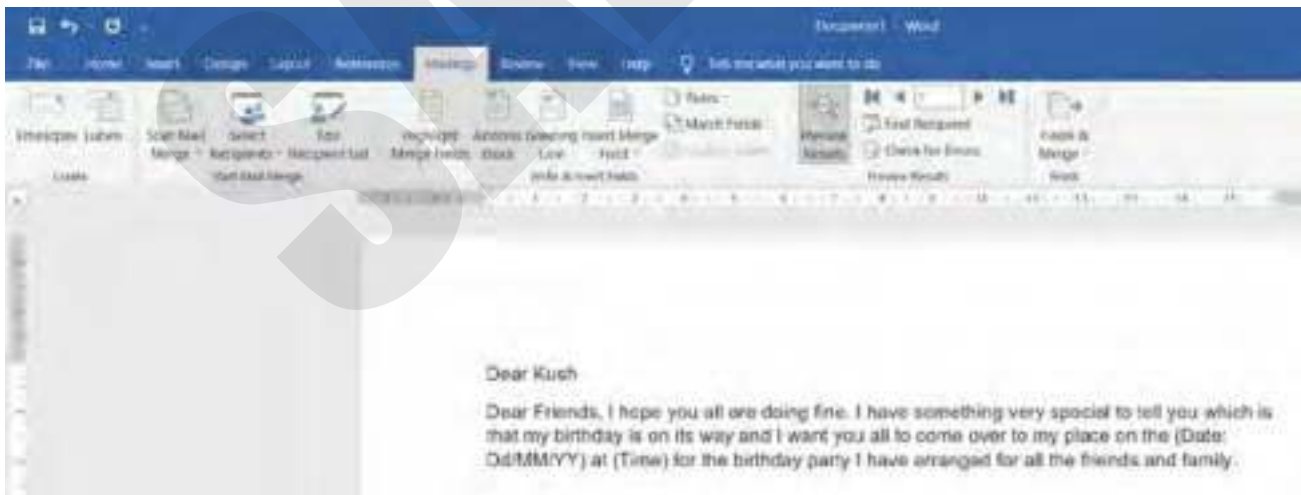 Document1 - Word
File Home Insert Design Layout References Mailings Review View Help Tell me what you want to do
Envelopes Labels Start Mail Select Edit Highlight Address Greeting Insert Merge Rules Match Fields Preview Find Recipient Finish &
Merge Recipients Recipient List Merge Fields Block Line Field Results Check for Errors Merge
Create Start Mail Merge Write & Insert Fields Preview Results Finish
Dear Kush
Dear Friends, I hope you all are doing fine. I have something very special to tell you which is
that my birthday is on its way and I want you all to come over to my place on the (Date:
Dd/MM/YY) at (Time) for the birthday party I have arranged for all the friends and family.